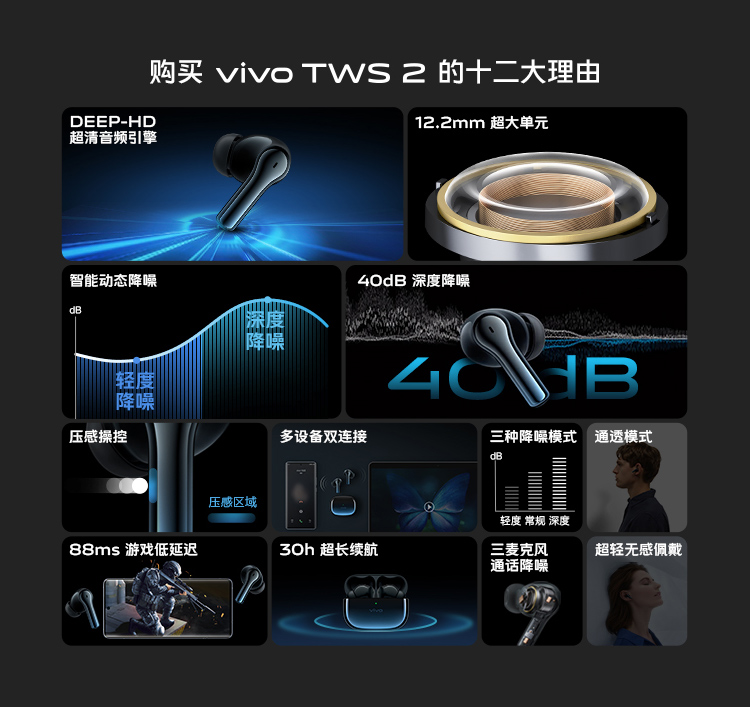 购买 vivo TWS 2 的十二大理由
DEEP-HD
超清音频引擎
12.2mm 超大单元
智能动态降噪
dB
深度
降噪
轻度
降噪
40dB 深度降噪
40dB
压感操控
压感区域
多设备双连接
三种降噪模式
dB
轻度 常规 深度
通透模式
88ms 游戏低延迟
30h 超长续航
vivo
三麦克风
通话降噪
超轻无感佩戴